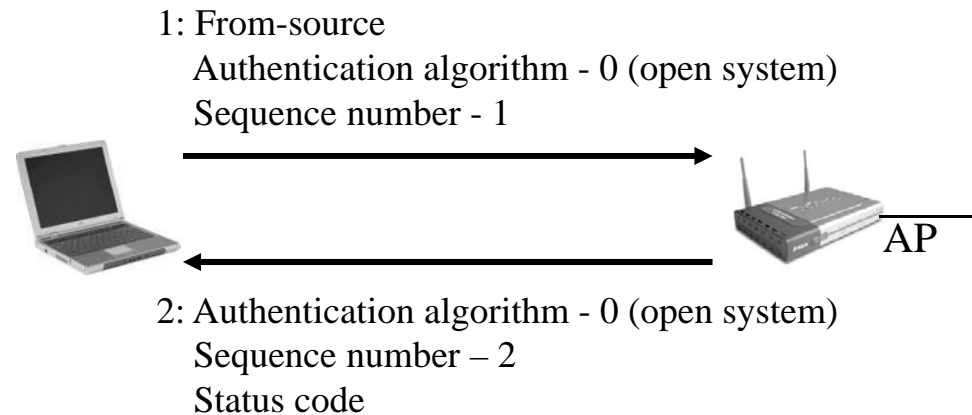 1: From-source
Authentication algorithm - 0 (open system)
Sequence number - 1
AP
2: Authentication algorithm - 0 (open system)
Sequence number – 2
Status code